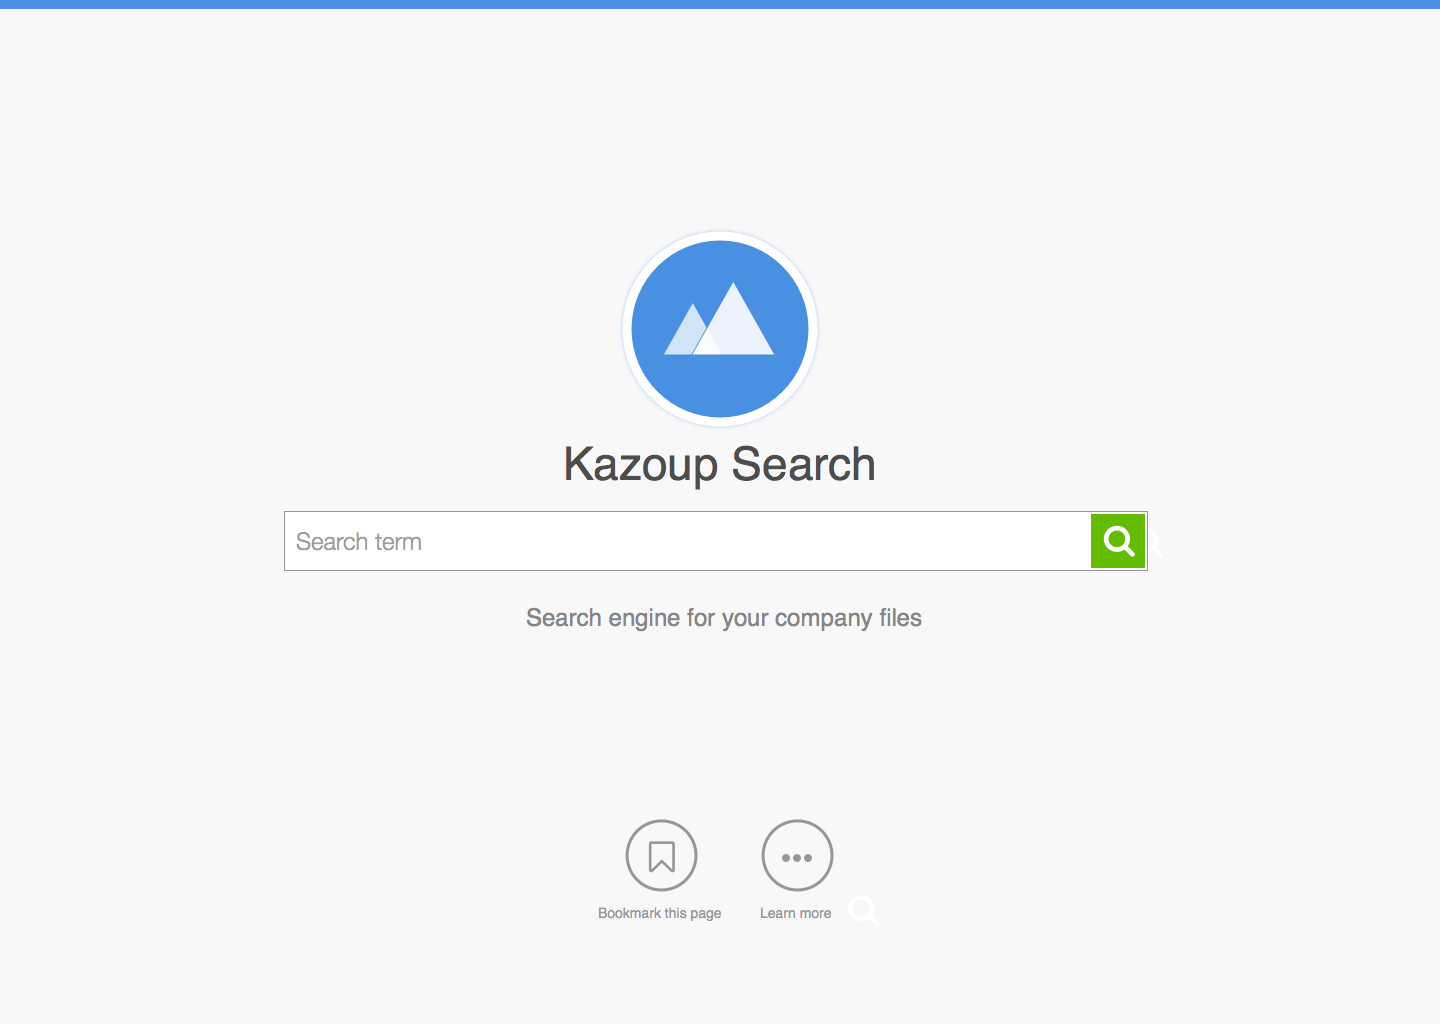 Kazoup Search
Search term
Search engine for your company files
Bookmark this page
Learn more